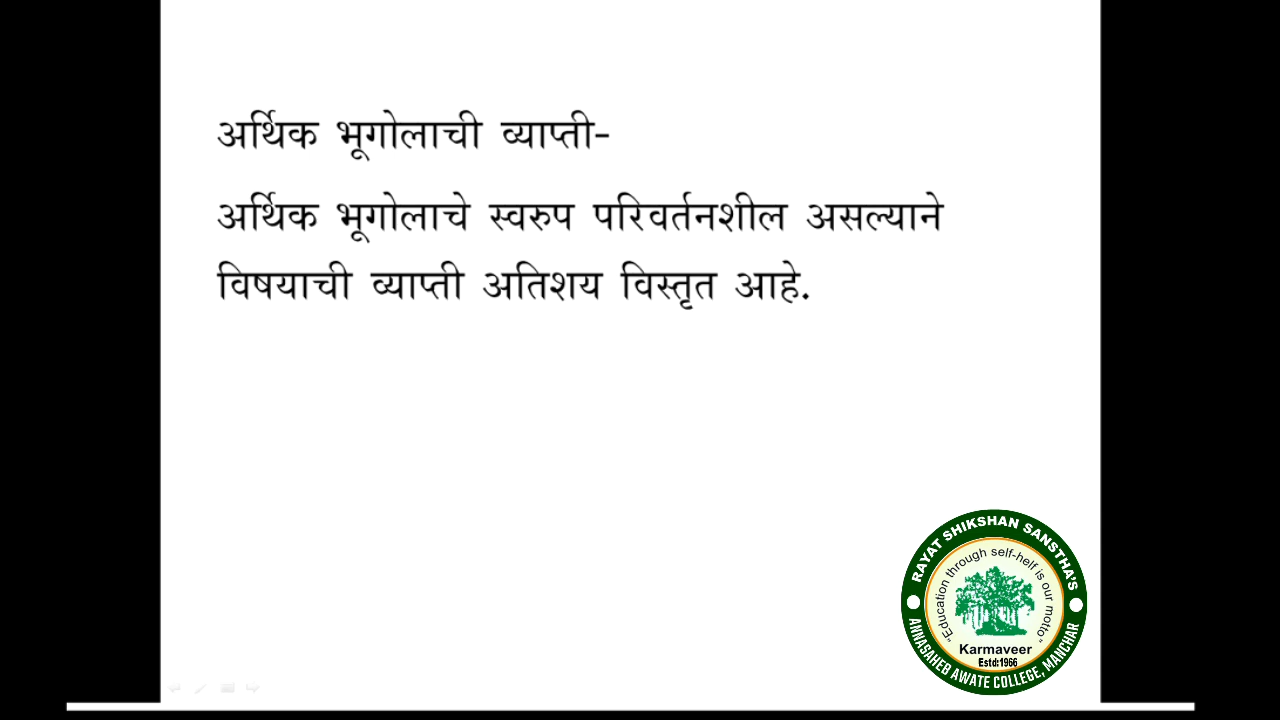 अर्थिक भूगोलाची व्याप्ती-
अर्थिक भूगोलाचे स्वरुप परिवर्तनशील असल्याने
विषयाची व्याप्ती अतिशय विस्तृत आहे.
RAYAT SHIKSHAN SANSTHA'S
"Education through self-helf is our motto"
Karmaveer
Estd:1966
ANNASAHEB AWATE COLLEGE, MANCHAR